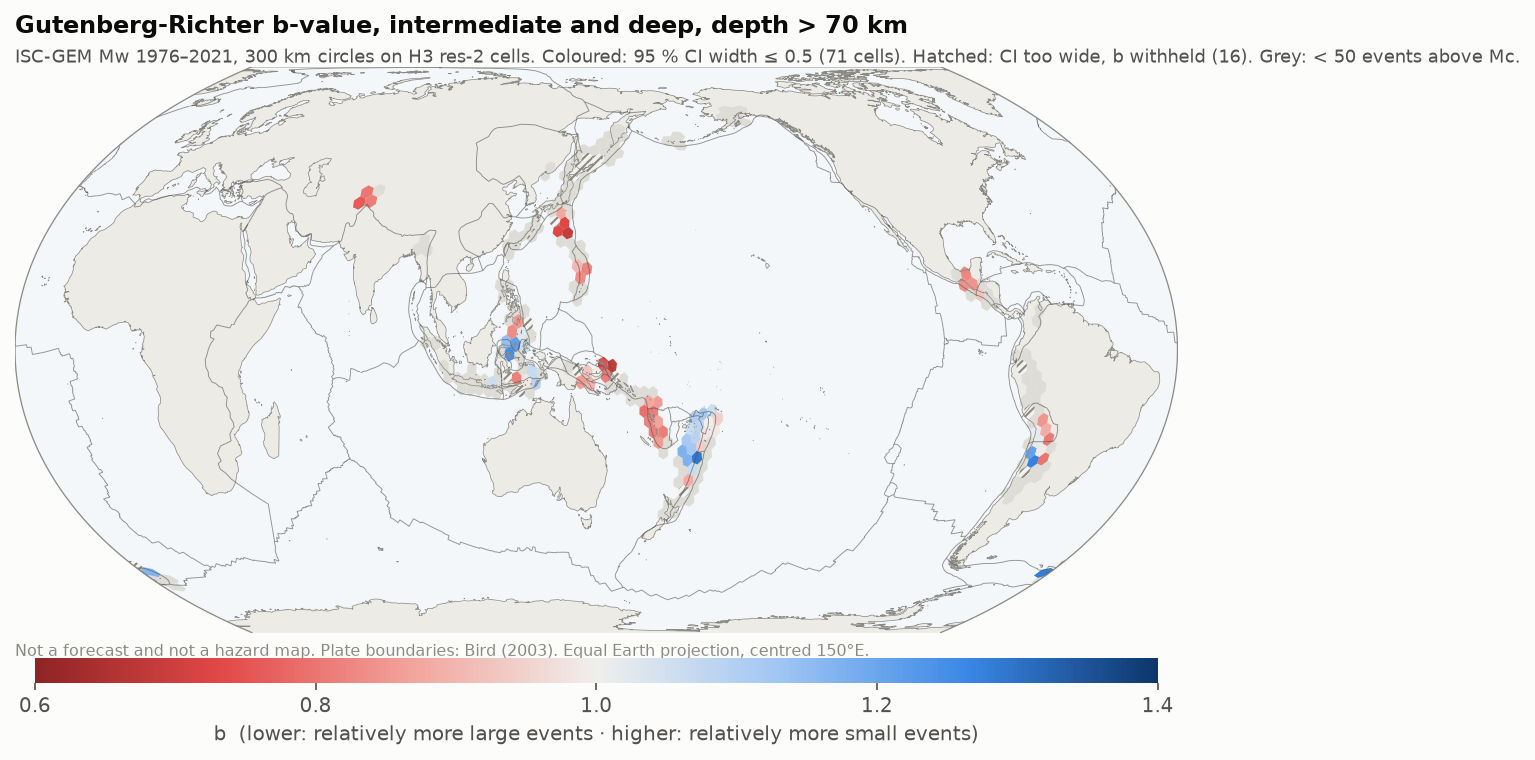 Gutenberg-Richter b-value, intermediate and deep, depth > 70 km
ISC-GEM Mw 1976–2021, 300 km circles on H3 res-2 cells. Coloured: 95 % CI width ≤ 0.5 (71 cells). Hatched: CI too wide, b withheld (16). Grey: < 50 events above Mc.
Not a forecast and not a hazard map. Plate boundaries: Bird (2003). Equal Earth projection, centred 150°E.
0.6 0.8 1.0 1.2 1.4
b (lower: relatively more large events · higher: relatively more small events)